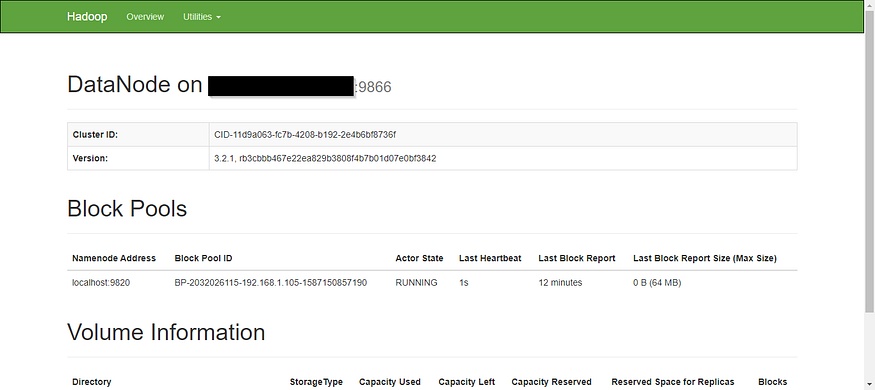 Hadoop Overview Utilities
DataNode on :9866
Cluster ID: CID-11d9a063-fc7b-4208-b192-2e4b6bf8736f
Version: 3.2.1, rb3cbbb467e22ea829b3808f4b7b01d07e0bf3842
Block Pools
Namenode Address Block Pool ID Actor State Last Heartbeat Last Block Report Last Block Report Size (Max Size)
localhost:9820 BP-2032026115-192.168.1.105-1587150857190 RUNNING 1s 12 minutes 0 B (64 MB)
Volume Information
Directory StorageType Capacity Used Capacity Left Capacity Reserved Reserved Space for Replicas Blocks